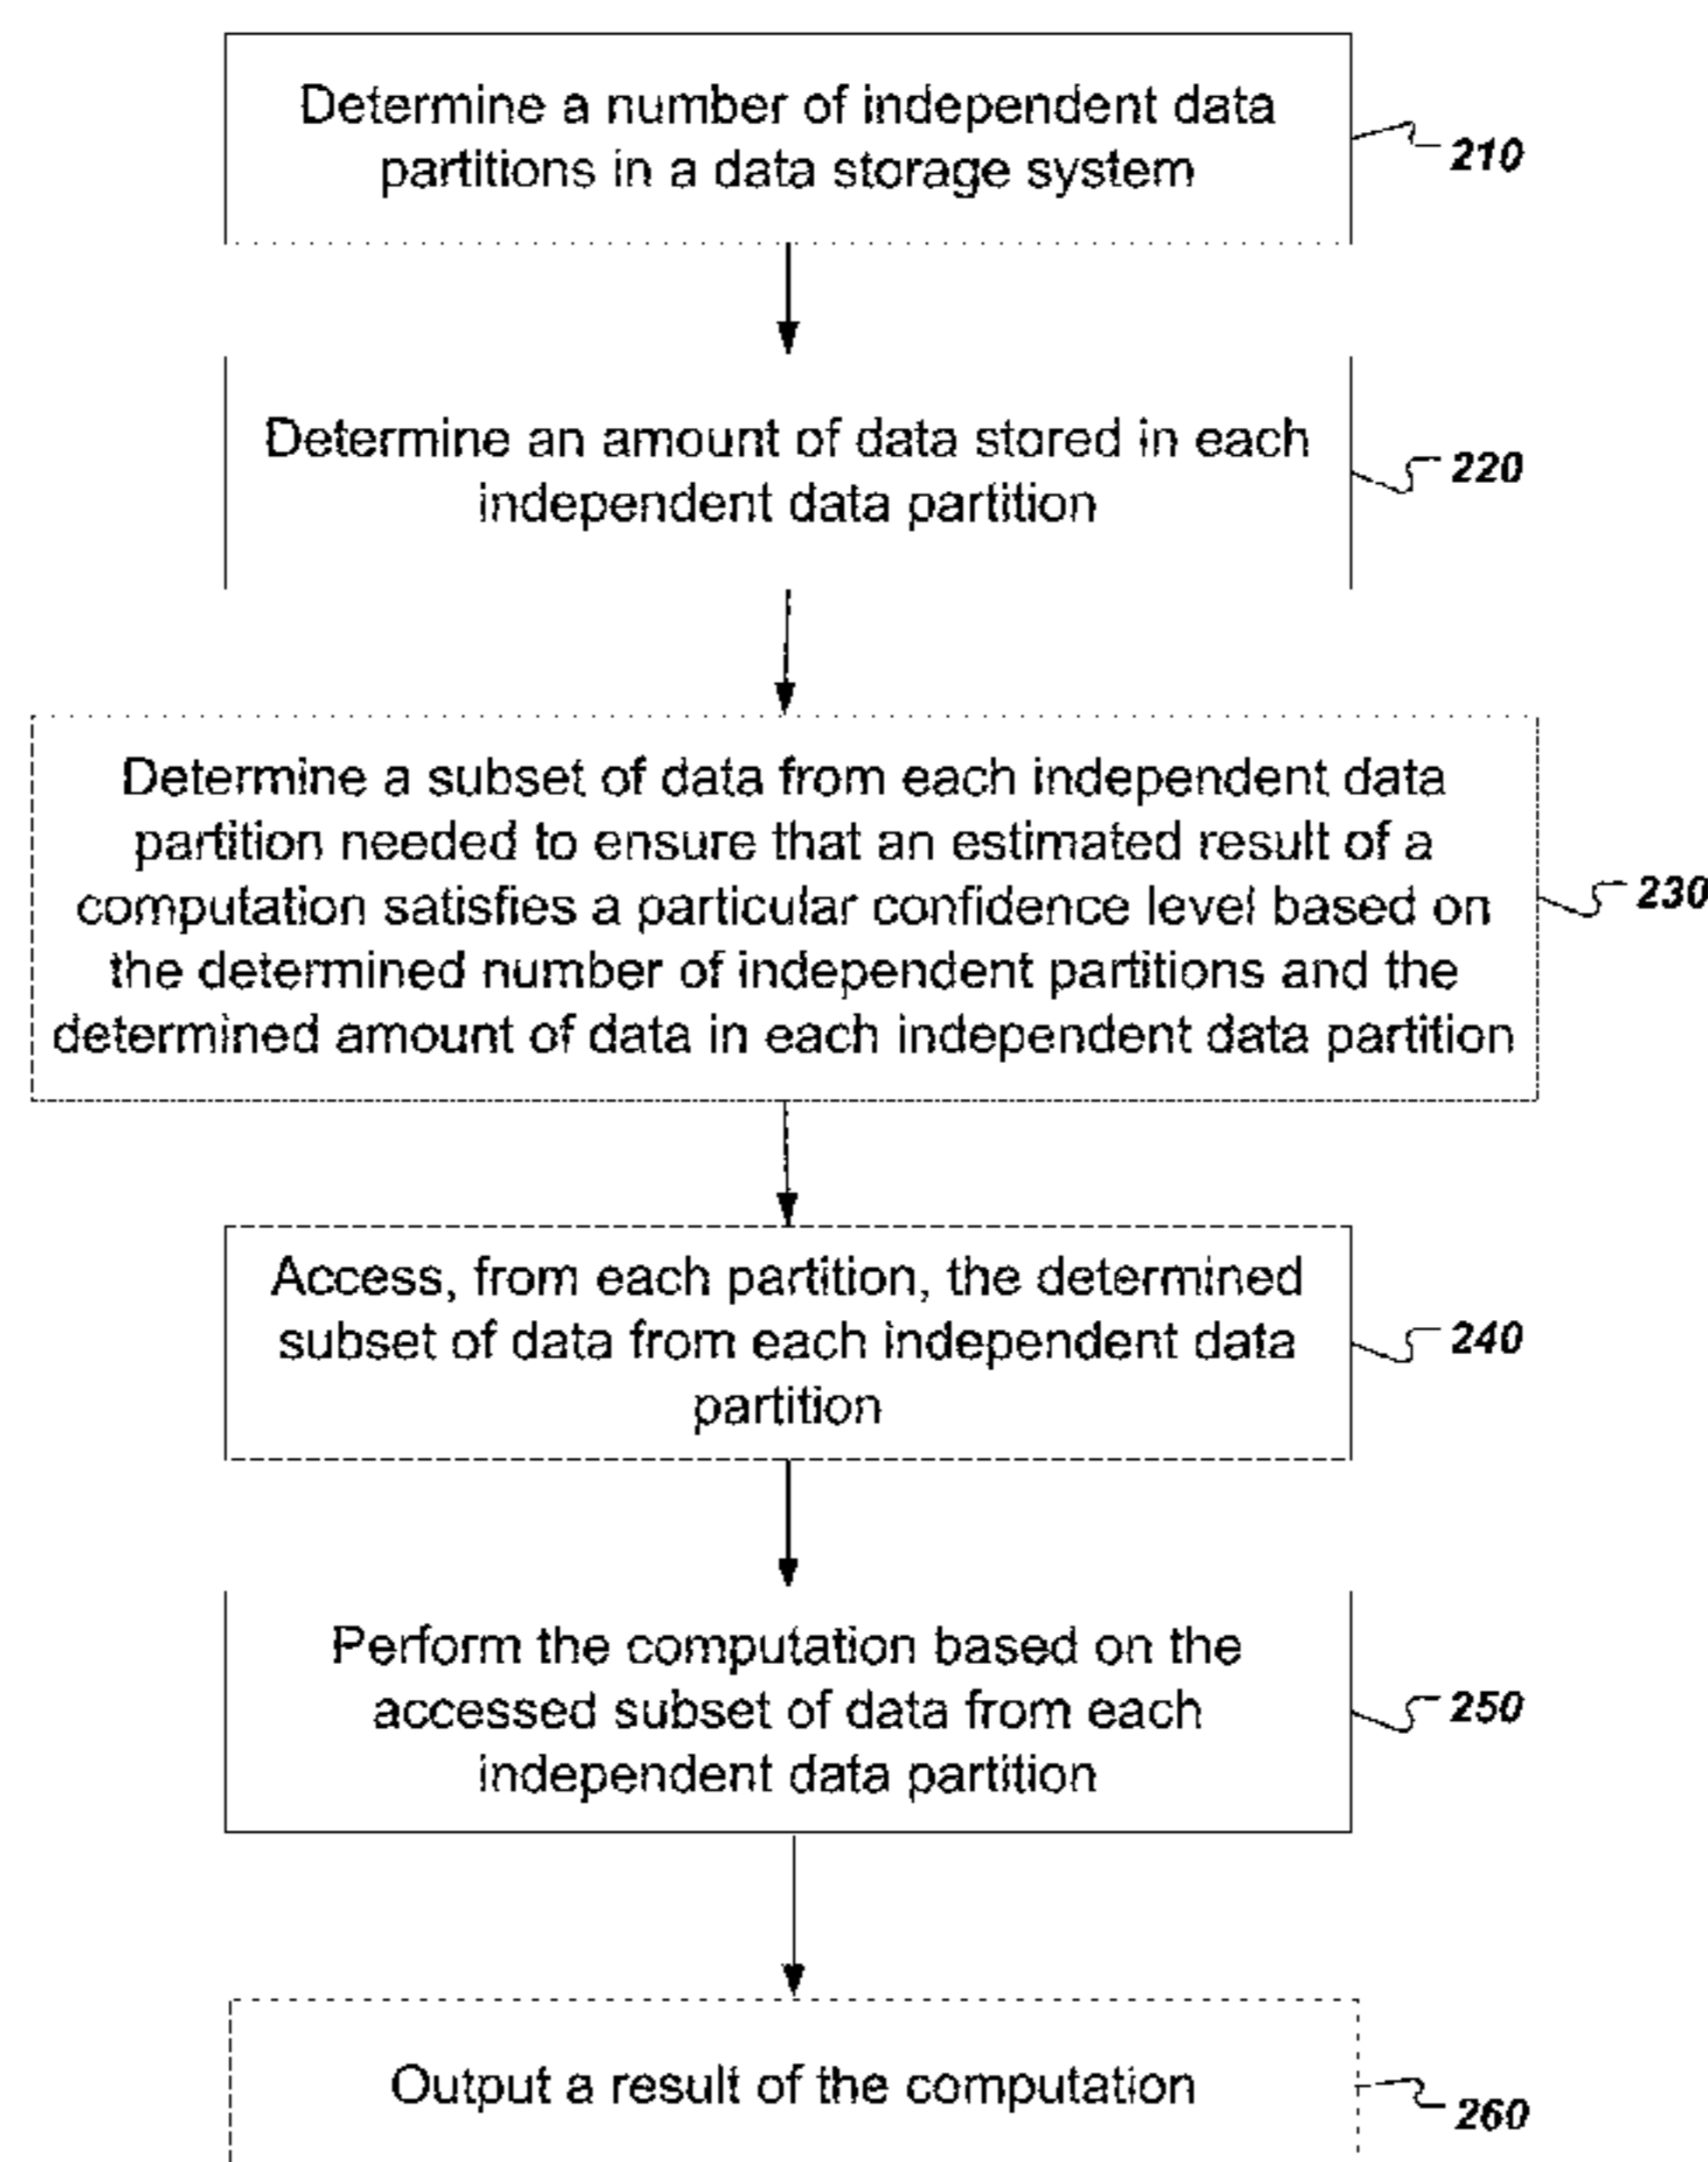 Determine a number of independent data
partitions in a data storage system
210
Determine an amount of data stored in each
independent data partition
220
Determine a subset of data from each independent data
partition needed to ensure that an estimated result of a
computation satisfies a particular confidence level based on
the determined number of independent partitions and the
determined amount of data in each independent data partition
230
Access, from each partition, the determined
subset of data from each independent data
partition
240
Perform the computation based on the
accessed subset of data from each
independent data partition
250
Output a result of the computation
260